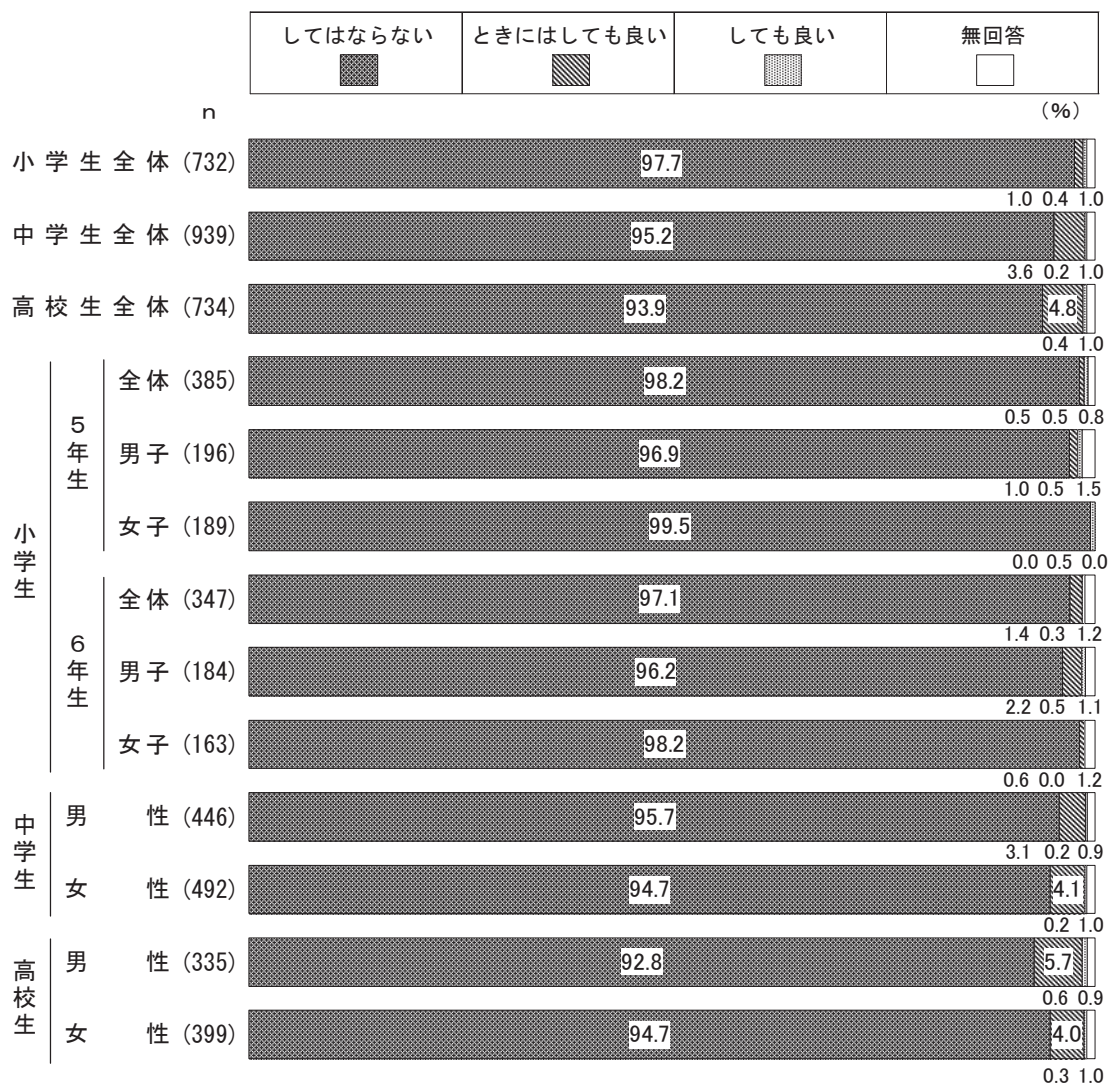 してはならない ときにはしても良い しても良い 無回答
n (%)
小学生全体 (732) 97.7
1.0 0.4 1.0
中学生全体 (939) 95.2
3.6 0.2 1.0
高校生全体 (734) 93.9 4.8
0.4 1.0
小学生
5年生
全体 (385) 98.2
0.5 0.5 0.8
男子 (196) 96.9
1.0 0.5 1.5
女子 (189) 99.5
0.0 0.5 0.0
6年生
全体 (347) 97.1
1.4 0.3 1.2
男子 (184) 96.2
2.2 0.5 1.1
女子 (163) 98.2
0.6 0.0 1.2
中学生
男性 (446) 95.7
3.1 0.2 0.9
女性 (492) 94.7 4.1
0.2 1.0
高校生
男性 (335) 92.8 5.7
0.6 0.9
女性 (399) 94.7 4.0
0.3 1.0